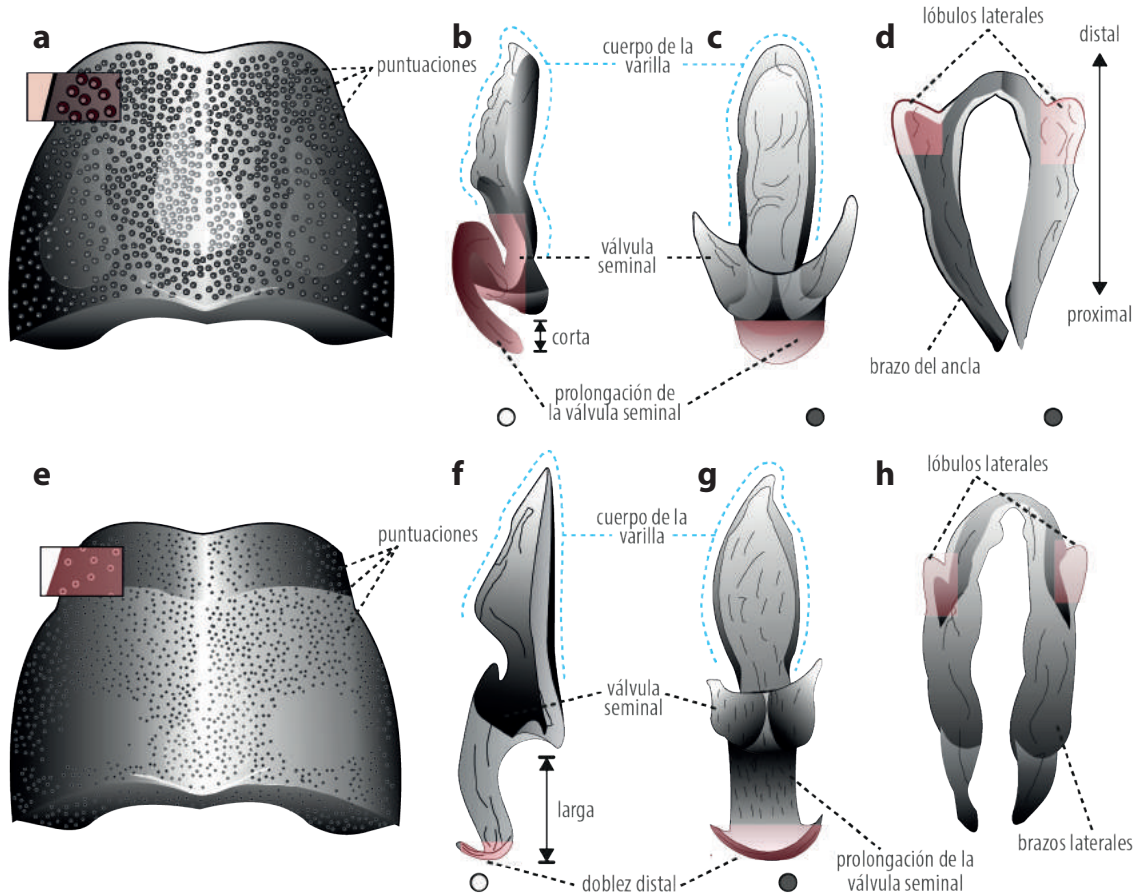 a
puntuaciones
b
cuerpo de la
varilla
c
d
lóbulos laterales
distal
válvula
seminal
corta
proximal
brazo del ancla
prolongación de
la válvula seminal
e
puntuaciones
f
cuerpo de la
varilla
g
lóbulos laterales
h
válvula
seminal
larga
brazos laterales
prolongación de la
válvula seminal
doblez distal